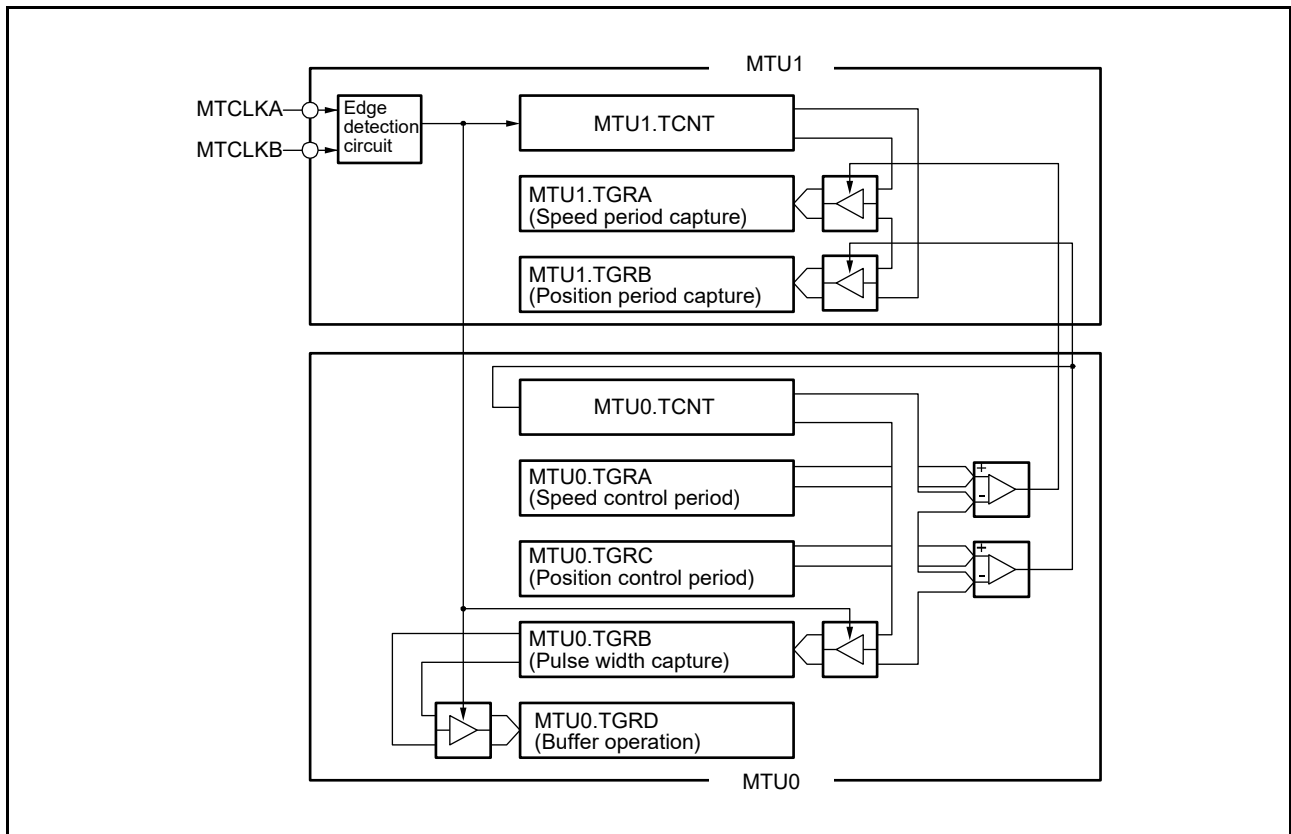 MTU1
MTCLKA
MTCLKB
Edge
detection
circuit
MTU1.TCNT
MTU1.TGRA
(Speed period capture)
MTU1.TGRB
(Position period capture)
MTU0.TCNT
MTU0.TGRA
(Speed control period)
+
-
MTU0.TGRC
(Position control period)
+
-
MTU0.TGRB
(Pulse width capture)
MTU0.TGRD
(Buffer operation)
MTU0